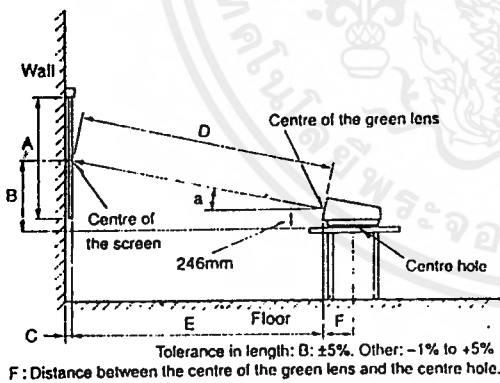 Wall
D
Centre of the green lens
A
B
a
Centre of
the screen
246mm
Centre hole
C
E
Floor
F
Tolerance in length: B: ±5%. Other: –1% to +5%
F : Distance between the centre of the green lens and the centre hole.